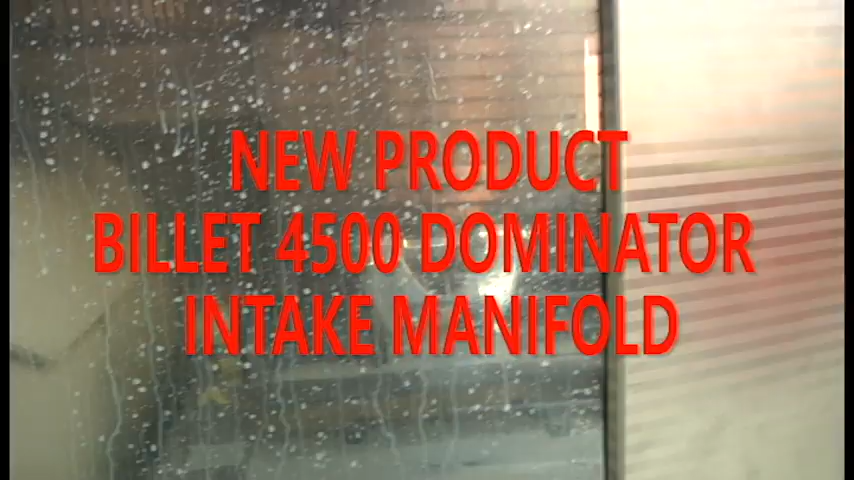 NEW PRODUCT
BILLET 4500 DOMINATOR
INTAKE MANIFOLD